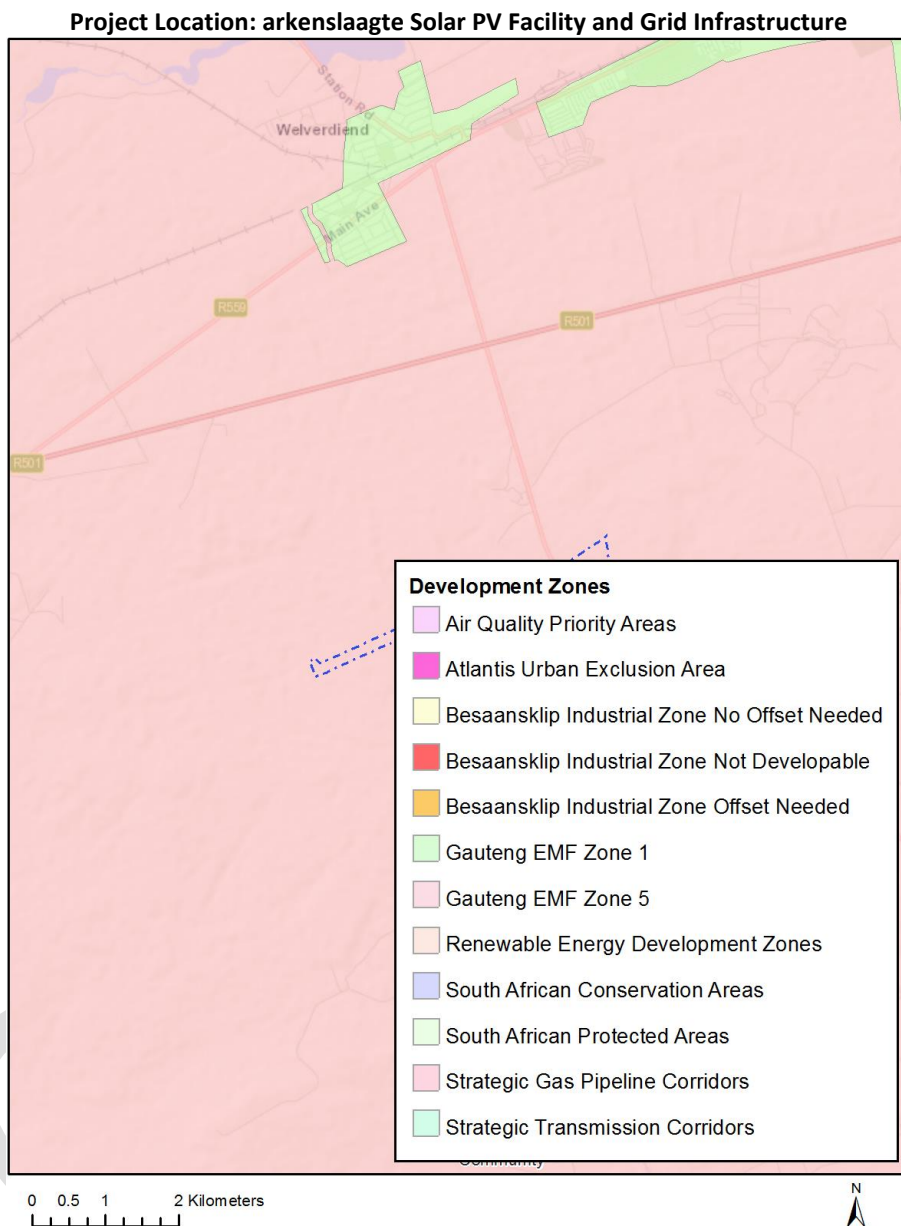 Project Location: arkenslaagte Solar PV Facility and Grid Infrastructure
Station Rd
Welverdiend
Main Ave
R559
R501
R501
Development Zones
Air Quality Priority Areas
Atlantis Urban Exclusion Area
Besaansklip Industrial Zone No Offset Needed
Besaansklip Industrial Zone Not Developable
Besaansklip Industrial Zone Offset Needed
Gauteng EMF Zone 1
Gauteng EMF Zone 5
Renewable Energy Development Zones
South African Conservation Areas
South African Protected Areas
Strategic Gas Pipeline Corridors
Strategic Transmission Corridors
Community
0 0.5 1 2 Kilometers
N